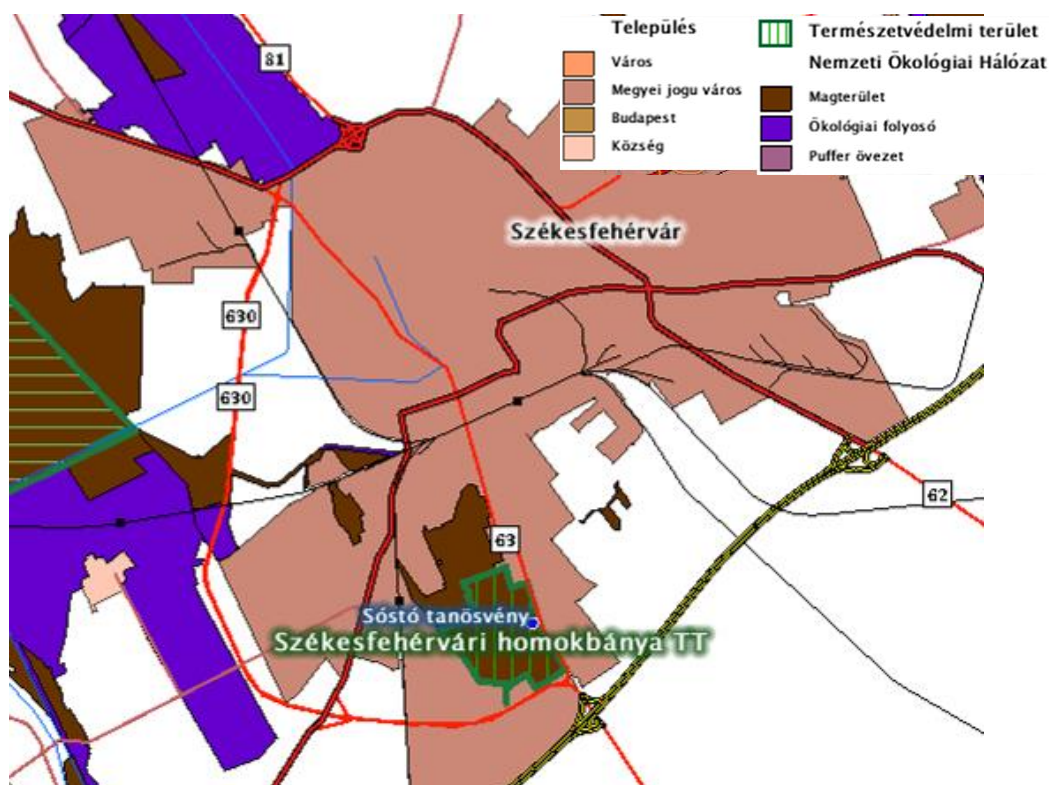 Település
Város
Megyei jogu város
Budapest
Község
Természetvédelmi terület
Nemzeti Ökológiai Hálózat
Magterület
Ökológiai folyosó
Puffer övezet
81
Székesfehérvár
630
630
62
63
Sóstó tanösvény
Székesfehérvári homokbánya TT